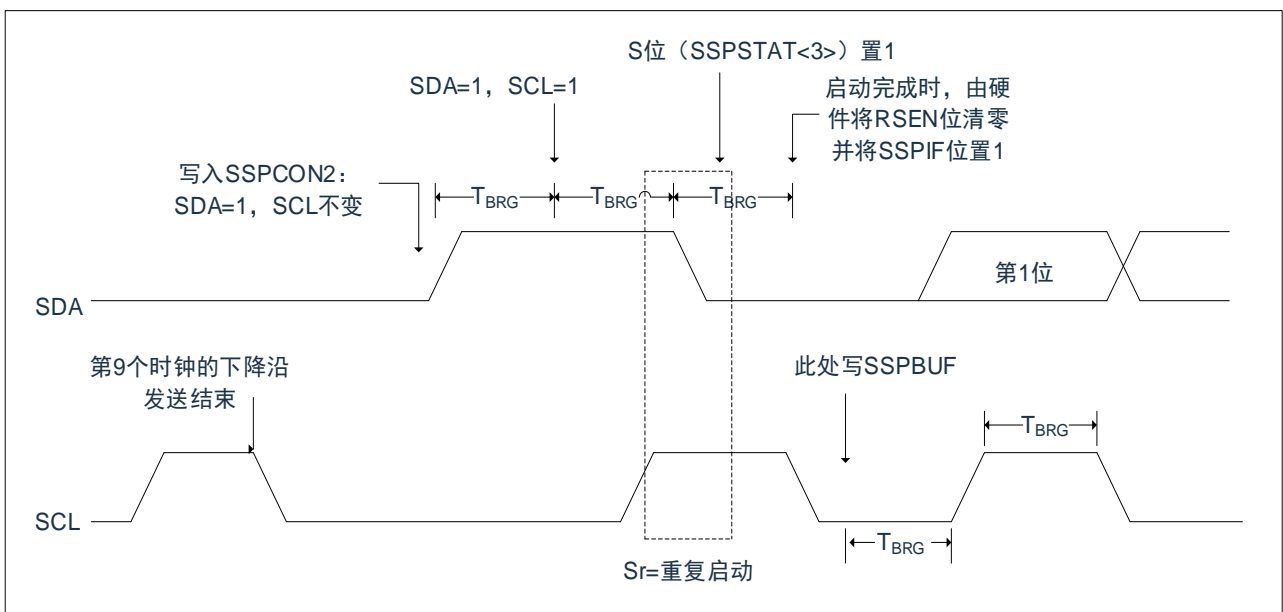 S位（SSPSTAT<3>）置1
SDA=1，SCL=1
启动完成时，由硬
件将RSEN位清零
并将SSPIF位置1
写入SSPCON2：
SDA=1，SCL不变
TBRG
TBRG
TBRG
第1位
SDA
第9个时钟的下降沿
发送结束
此处写SSPBUF
TBRG
SCL
TBRG
Sr=重复启动